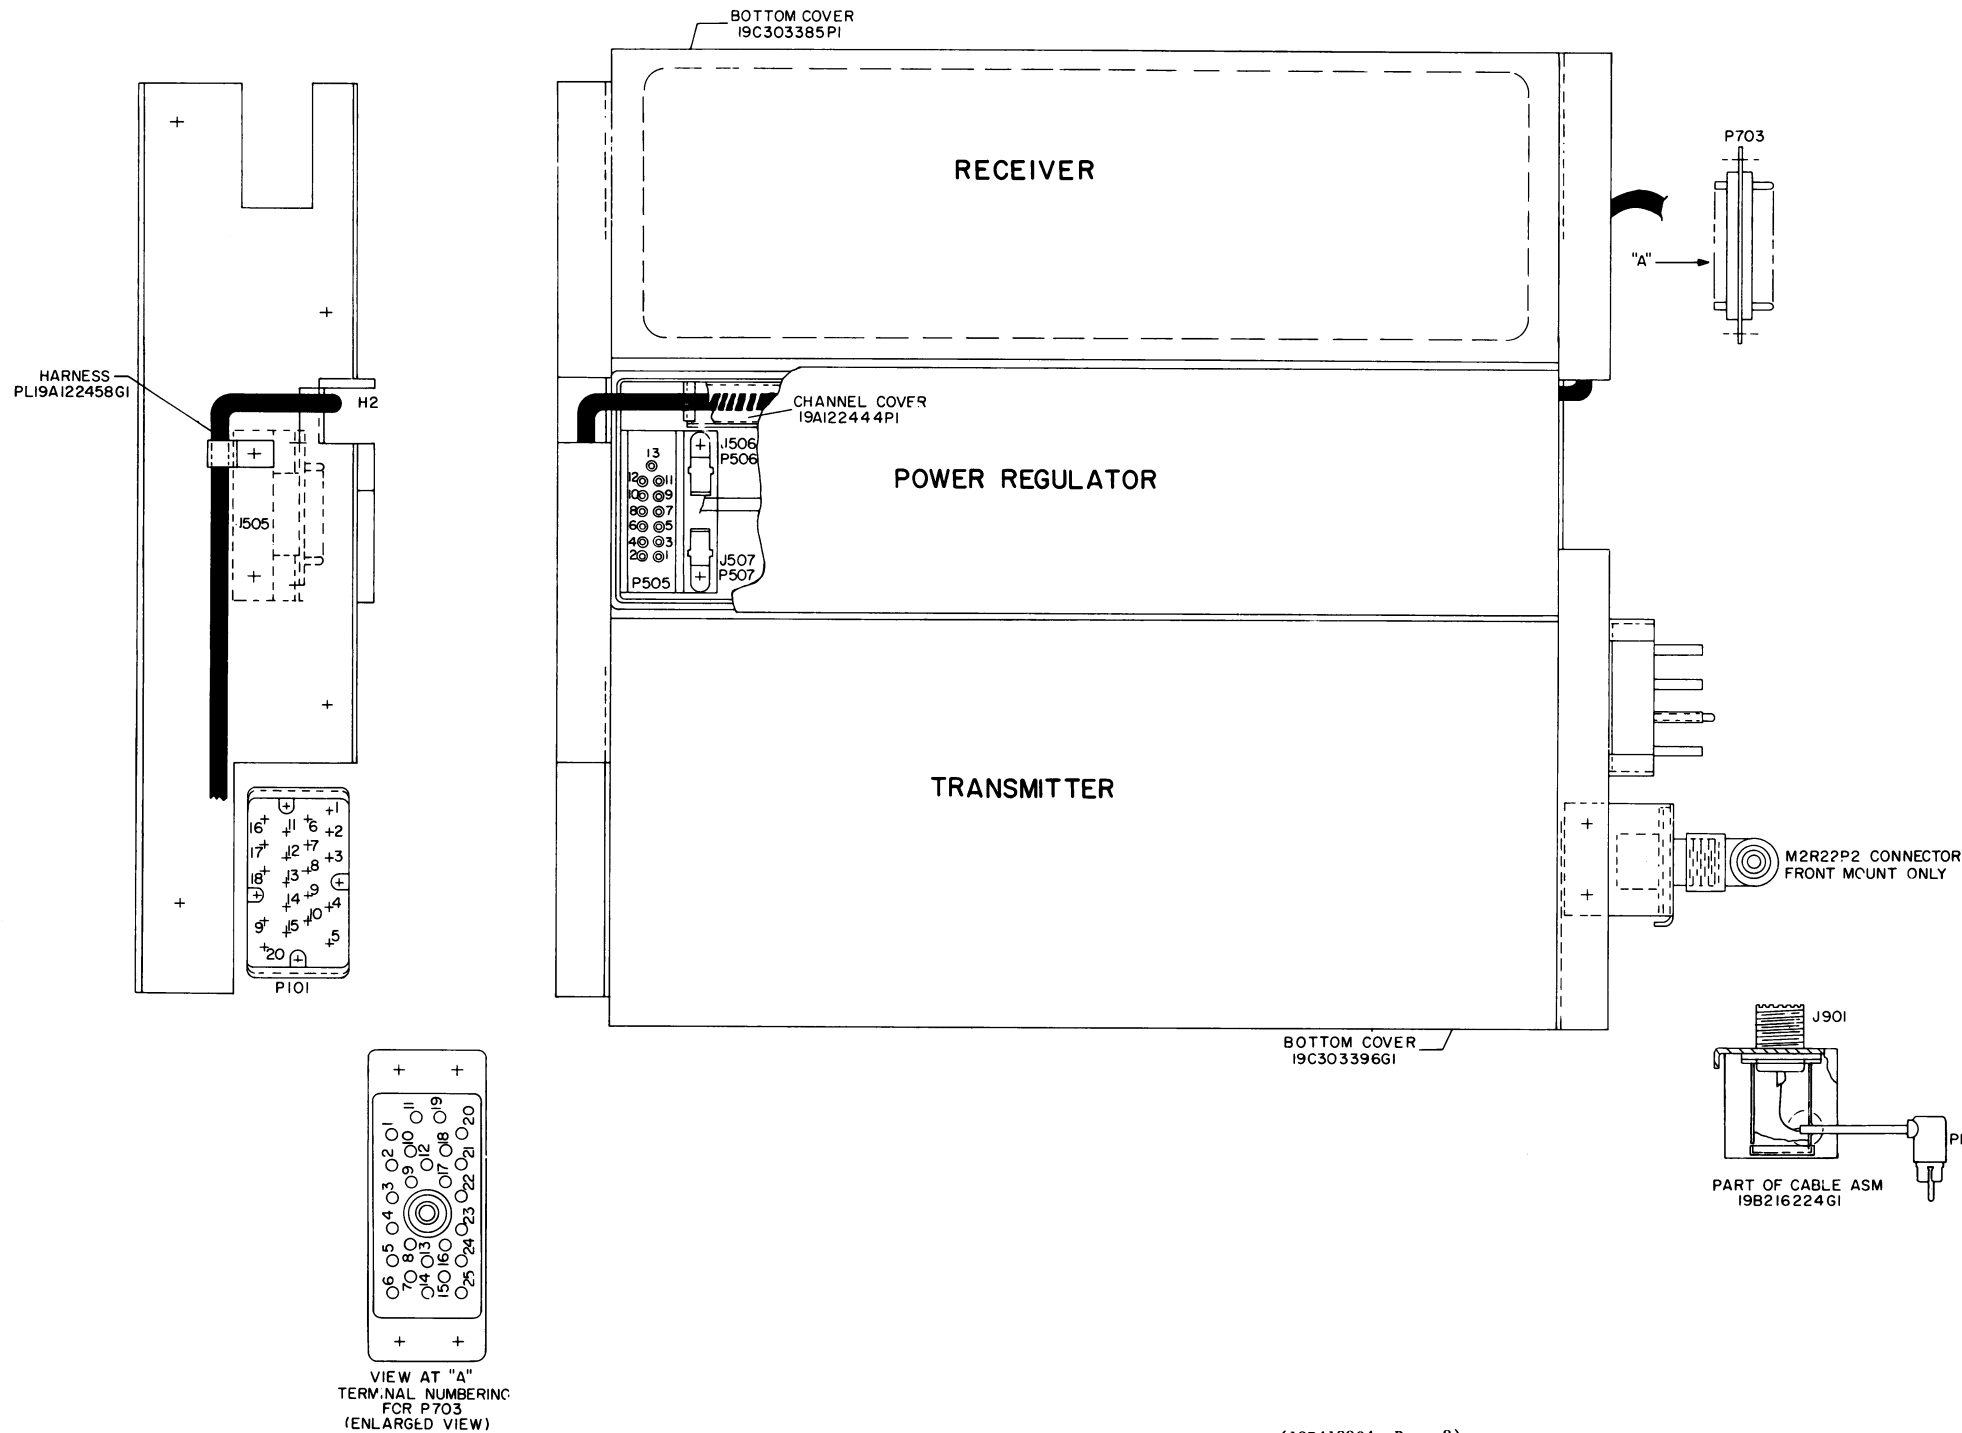 BOTTOM COVER
19C303385P1
RECEIVER
P703
"A"
HARNESS
PL19A122458G1
H2
CHANNEL COVER
19A122444P1
J506
P506
13
12 11
10 9
8 7
6 5
4 3
2 1
P505
J507
P507
POWER REGULATOR
J505
TRANSMITTER
M2R22P2 CONNECTOR
FRONT MOUNT ONLY
16 11 6 1
2
17 12 7
3
18 13 8
14 9
4
9 15 10
5
20
P101
BOTTOM COVER
19C303396G1
J901
PART OF CABLE ASM
19B216224G1
1 11 19 20
2 10 12 18 21
3 9 17 22
4 23
5 8 13 16 24
6 7 14 15 25
VIEW AT "A"
TERMINAL NUMBERING
FOR P703
(ENLARGED VIEW)